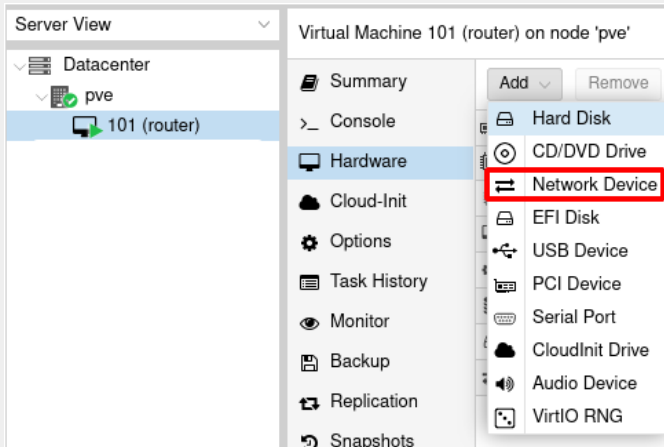 Server View
Datacenter
pve
101 (router)
Virtual Machine 101 (router) on node 'pve'
Summary
Console
Hardware
Cloud-Init
Options
Task History
Monitor
Backup
Replication
Snapshots
Add
Remove
Hard Disk
CD/DVD Drive
Network Device
EFI Disk
USB Device
PCI Device
Serial Port
CloudInit Drive
Audio Device
VirtIO RNG